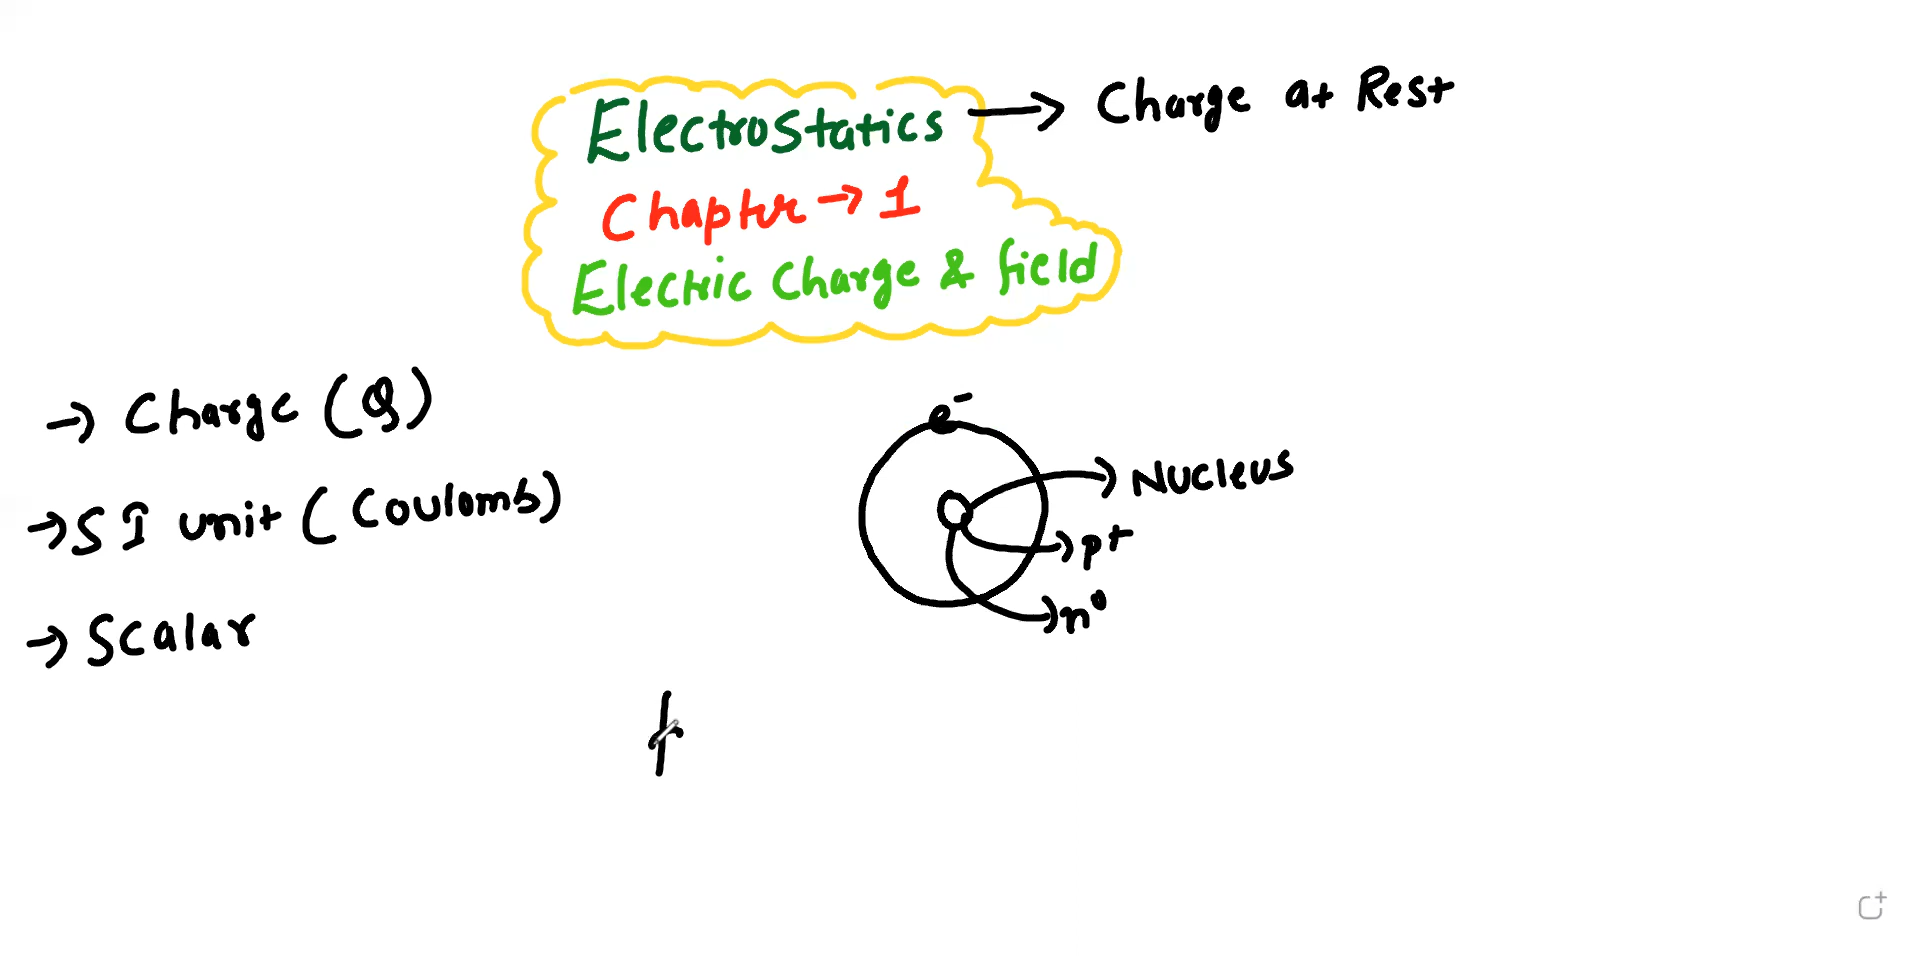 Electrostatics → Charge at Rest
Chapter → 1
Electric Charge & field
→ Charge (Q)
→ SI unit (Coulomb)
→ Scalar
e⁻
→ Nucleus
→ p⁺
→ n⁰